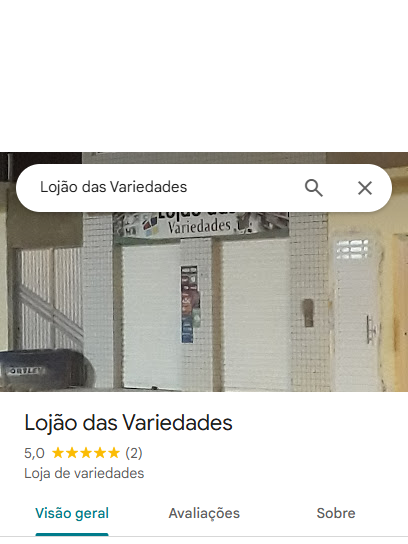 Lojão das Variedades
Lojão das
Variedades
Lojão das Variedades
5,0 (2)
Loja de variedades
Visão geral Avaliações Sobre